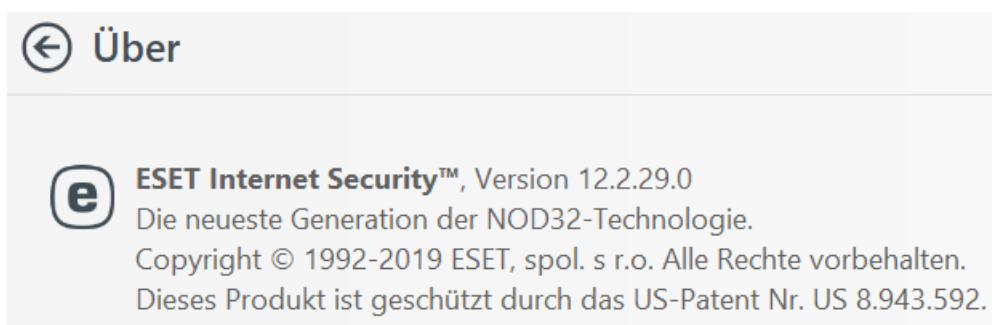 Über
e
ESET Internet Security™, Version 12.2.29.0
Die neueste Generation der NOD32-Technologie.
Copyright © 1992-2019 ESET, spol. s r.o. Alle Rechte vorbehalten.
Dieses Produkt ist geschützt durch das US-Patent Nr. US 8.943.592.